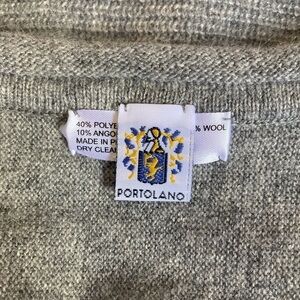 40% POLYE % WOOL
10% ANGO
MADE IN P
DRY CLEA
PORTOLANO